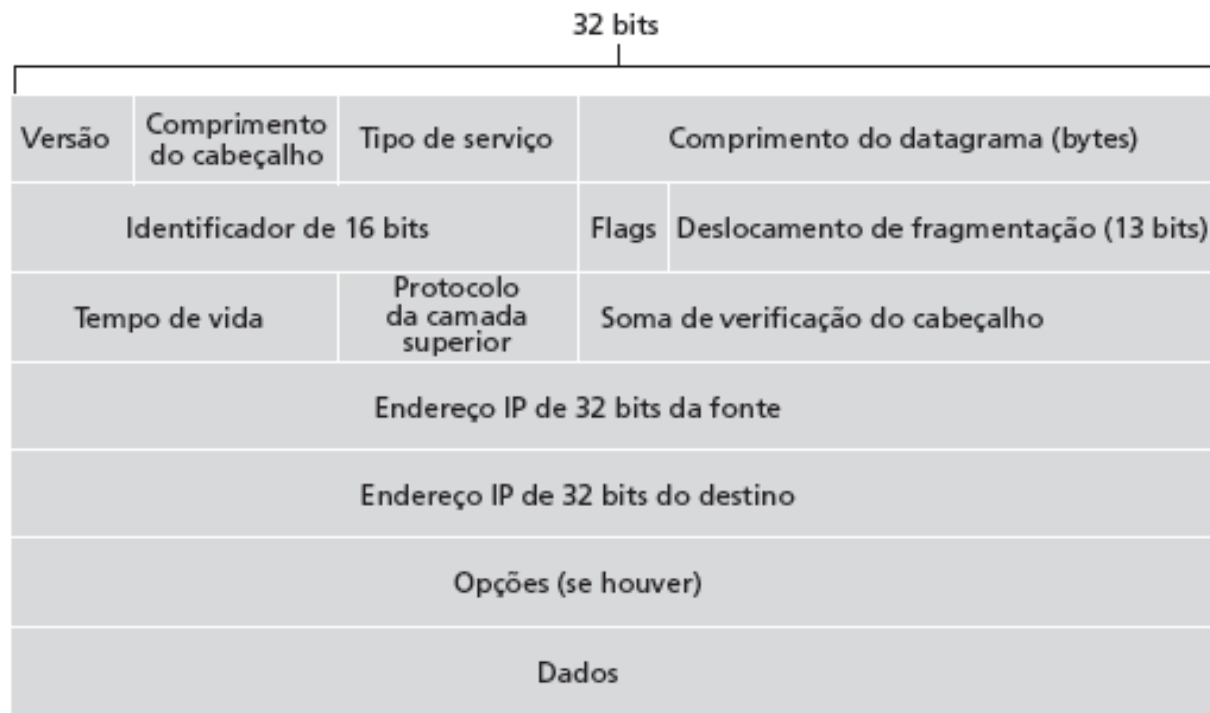 32 bits
Versão
Comprimento
do cabeçalho
Tipo de serviço
Comprimento do datagrama (bytes)
Identificador de 16 bits
Flags
Deslocamento de fragmentação (13 bits)
Tempo de vida
Protocolo
da camada
superior
Soma de verificação do cabeçalho
Endereço IP de 32 bits da fonte
Endereço IP de 32 bits do destino
Opções (se houver)
Dados